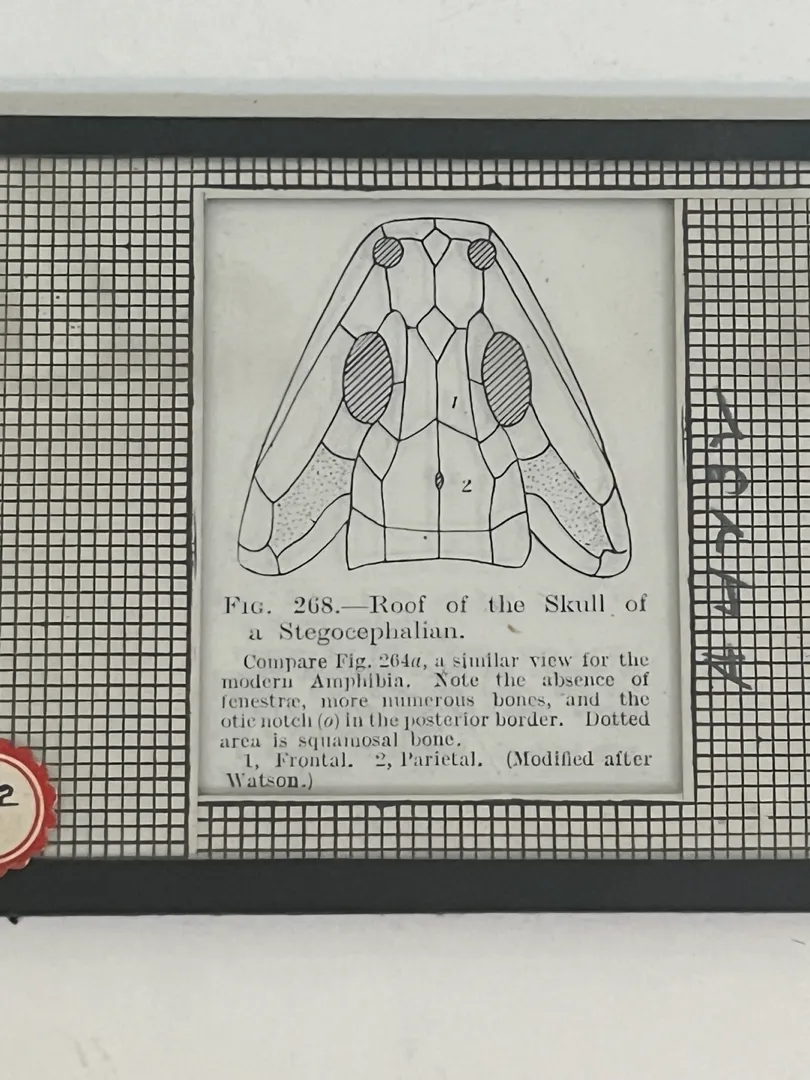 1
2
FIG. 268.—Roof of the Skull of
a Stegocephalian.
Compare Fig. 264a, a similar view for the
modern Amphibia. Note the absence of
fenestræ, more numerous bones, and the
otic notch (o) in the posterior border. Dotted
area is squamosal bone.
1, Frontal. 2, Parietal. (Modified after
Watson.)
2